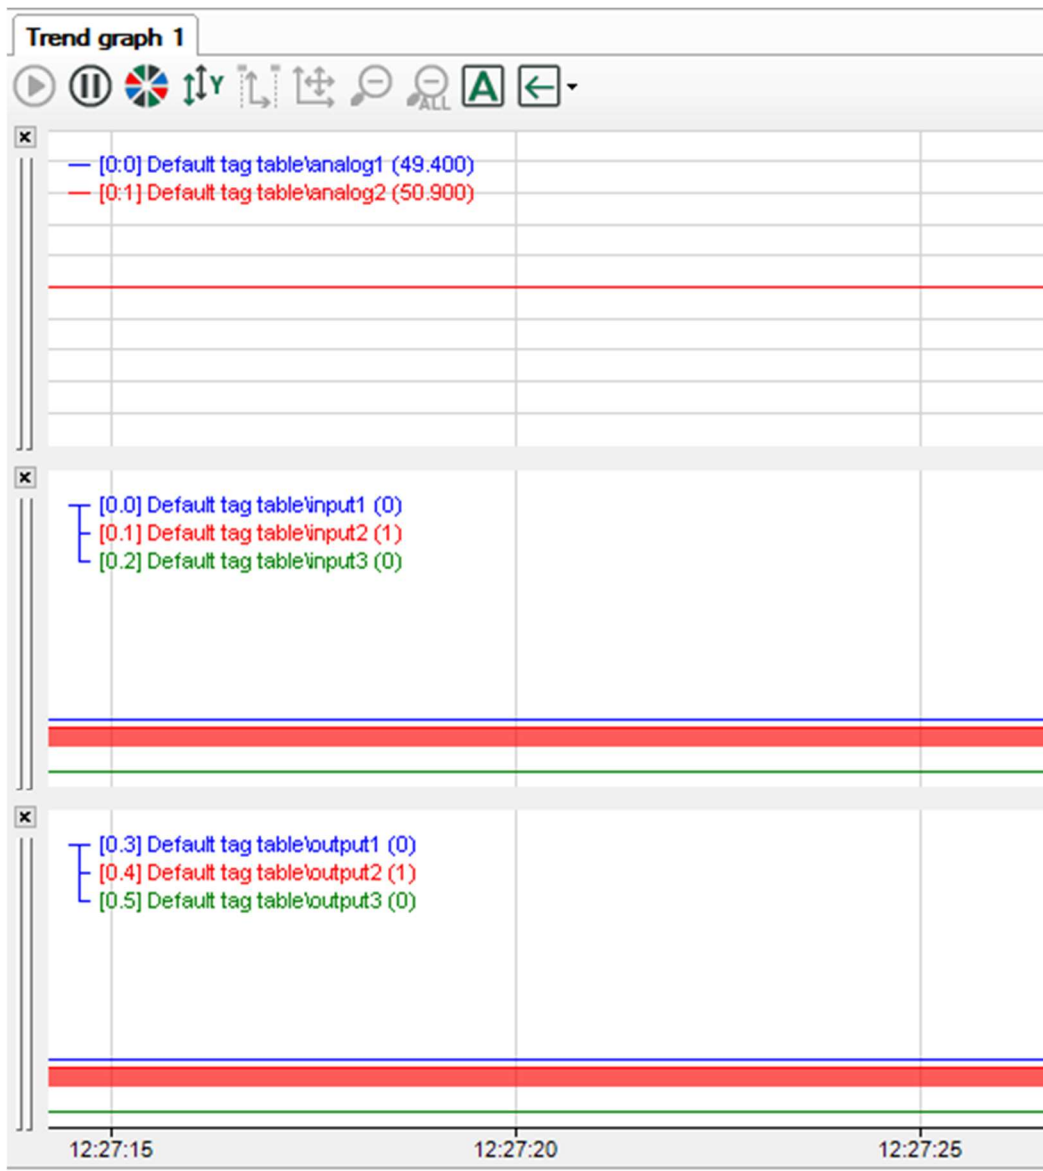 Trend graph 1
Y
ALL
A
[0:0] Default tag table\analog1 (49.400)
[0:1] Default tag table\analog2 (50.900)
[0.0] Default tag table\input1 (0)
[0.1] Default tag table\input2 (1)
[0.2] Default tag table\input3 (0)
[0.3] Default tag table\output1 (0)
[0.4] Default tag table\output2 (1)
[0.5] Default tag table\output3 (0)
12:27:15 12:27:20 12:27:25